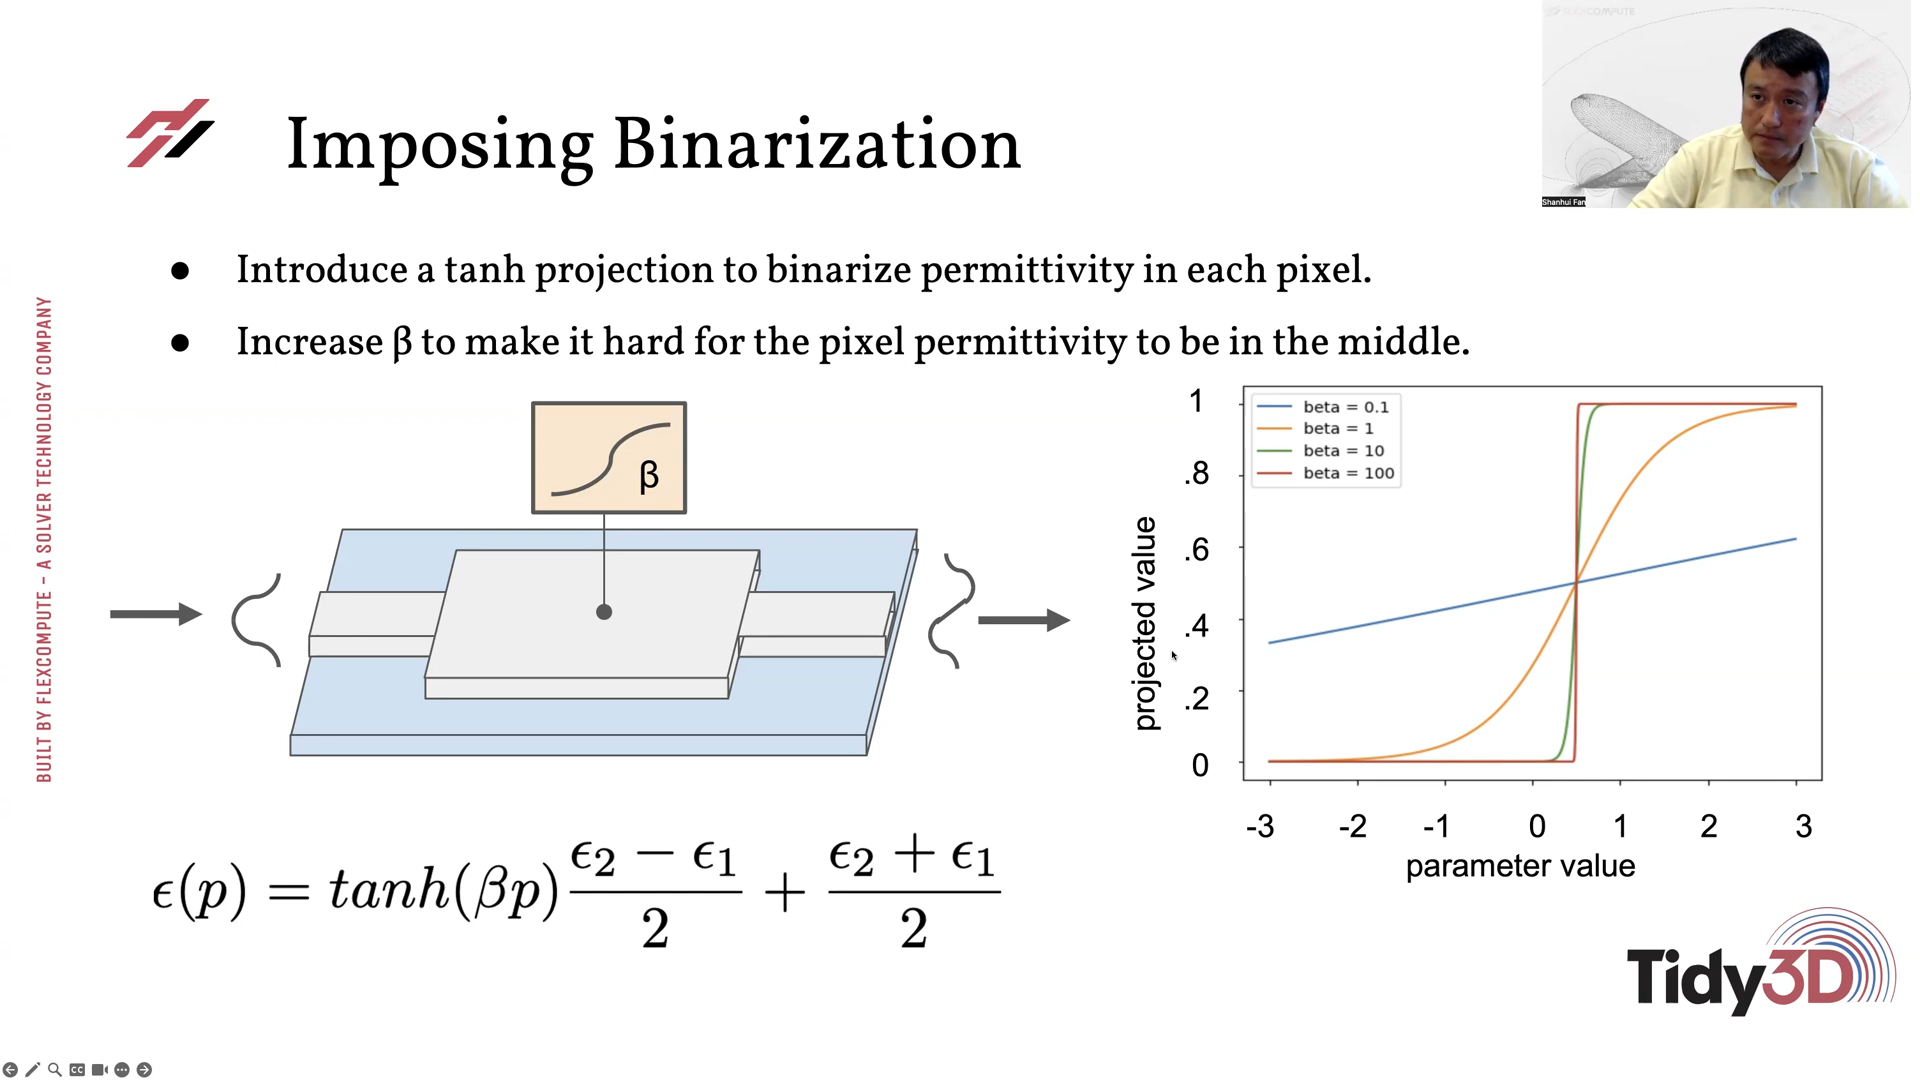 Imposing Binarization
● Introduce a tanh projection to binarize permittivity in each pixel.
● Increase β to make it hard for the pixel permittivity to be in the middle.
BUILT BY FLEXCOMPUTE - A SOLVER TECHNOLOGY COMPANY
β
ϵ(p) = tanh(βp) (ϵ₂ − ϵ₁)/2 + (ϵ₂ + ϵ₁)/2
beta = 0.1
beta = 1
beta = 10
beta = 100
projected value
1
.8
.6
.4
.2
0
-3 -2 -1 0 1 2 3
parameter value
Shanhui Fan
Tidy3D
CC